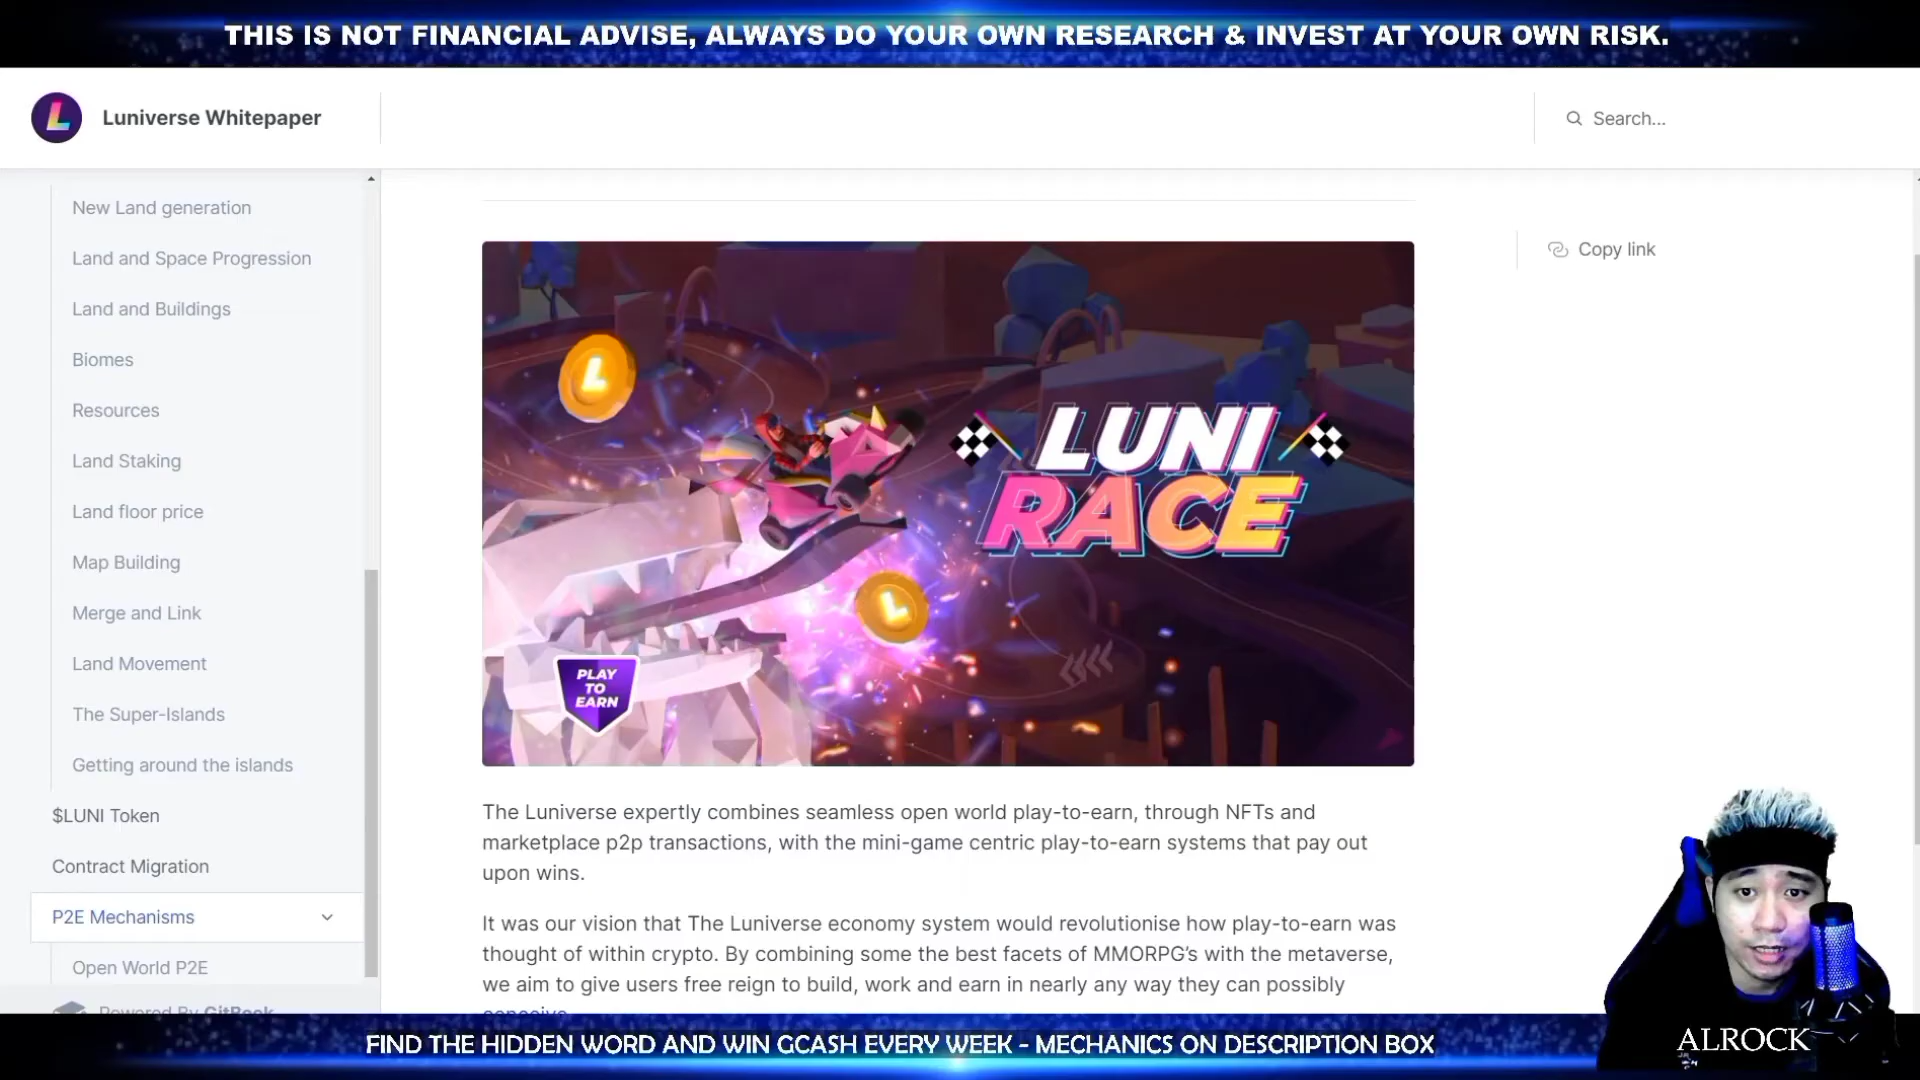 THIS IS NOT FINANCIAL ADVISE, ALWAYS DO YOUR OWN RESEARCH & INVEST AT YOUR OWN RISK.
L Luniverse Whitepaper
Search...
New Land generation
Land and Space Progression
Land and Buildings
Biomes
Resources
Land Staking
Land floor price
Map Building
Merge and Link
Land Movement
The Super-Islands
Getting around the islands
$LUNI Token
Contract Migration
P2E Mechanisms
Open World P2E
Powered By GitBook
Copy link
L
LUNI
RACE
L
PLAY
TO
EARN
The Luniverse expertly combines seamless open world play-to-earn, through NFTs and
marketplace p2p transactions, with the mini-game centric play-to-earn systems that pay out
upon wins.
It was our vision that The Luniverse economy system would revolutionise how play-to-earn was
thought of within crypto. By combining some the best facets of MMORPG's with the metaverse,
we aim to give users free reign to build, work and earn in nearly any way they can possibly
conceive.
ALROCK
FIND THE HIDDEN WORD AND WIN GCASH EVERY WEEK - MECHANICS ON DESCRIPTION BOX